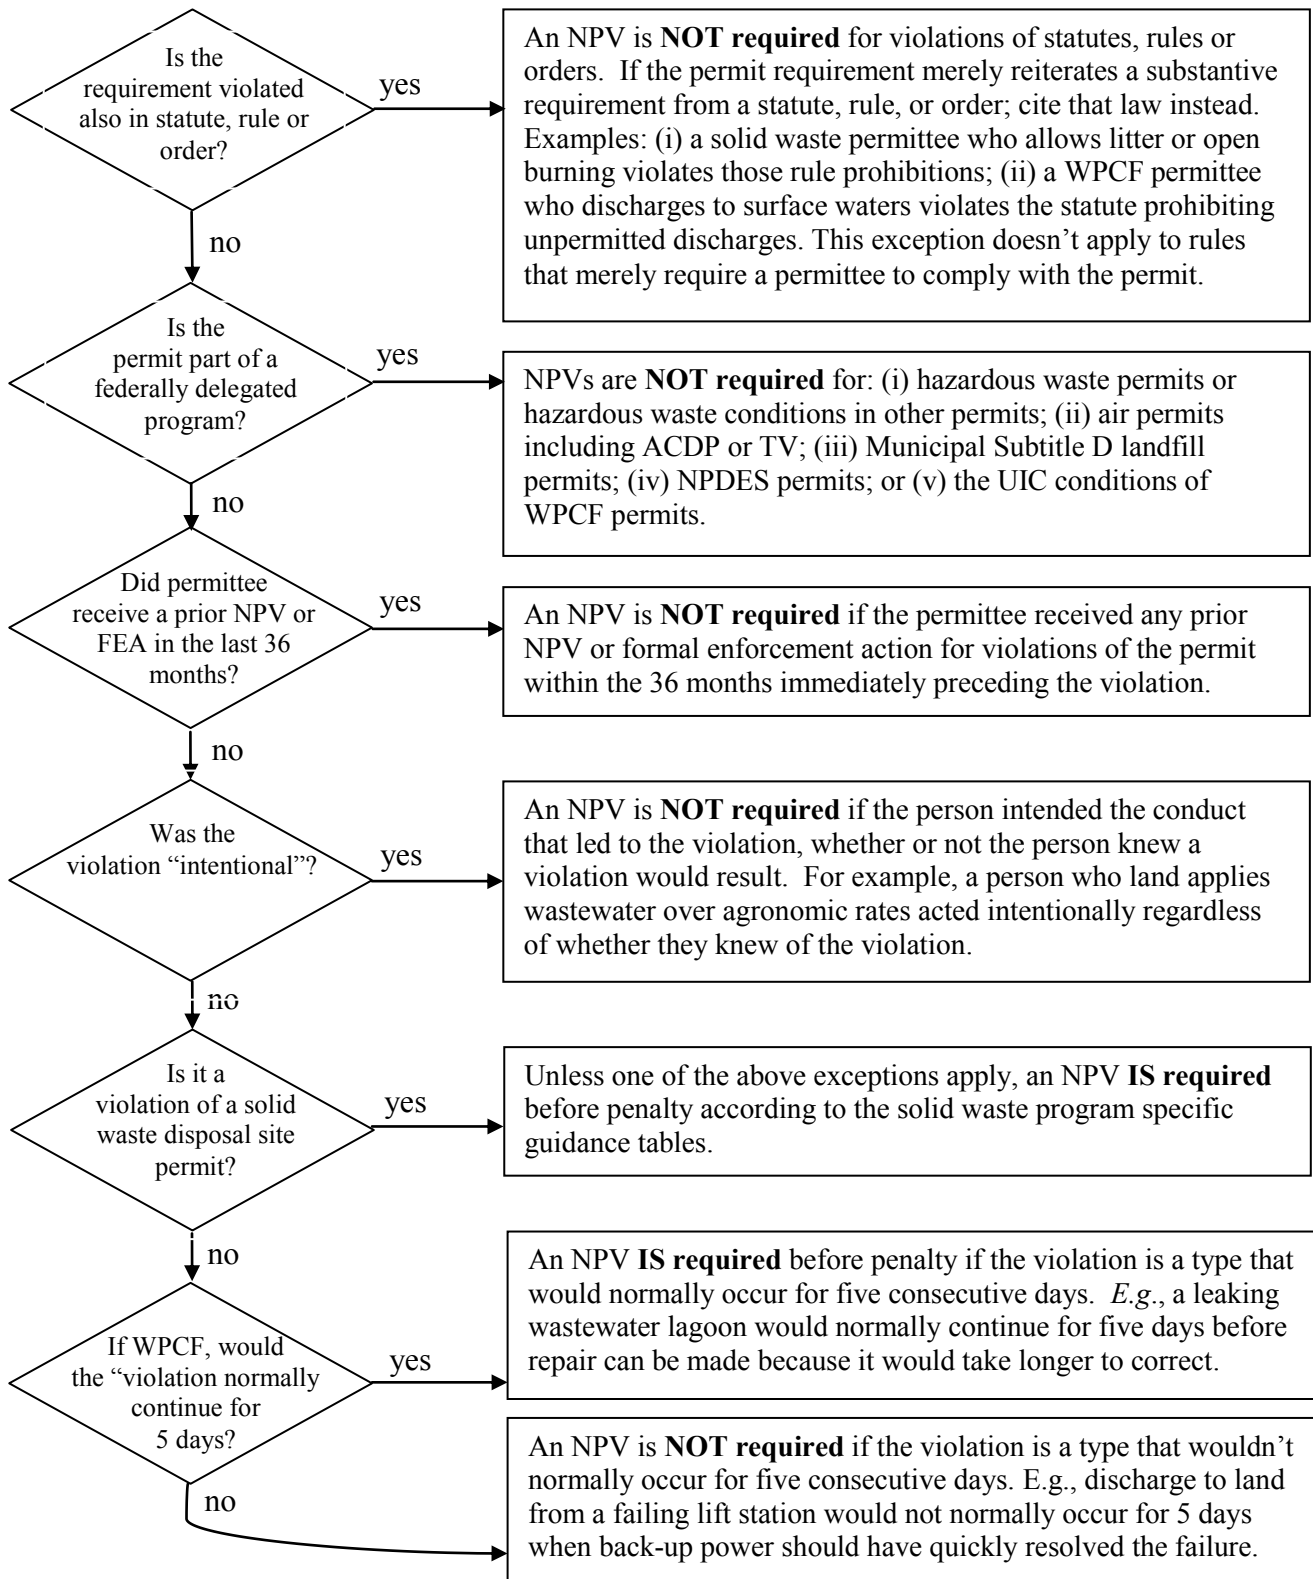 Is the
requirement violated
also in statute, rule or
order?
yes
An NPV is NOT required for violations of statutes, rules or
orders.  If the permit requirement merely reiterates a substantive
requirement from a statute, rule, or order; cite that law instead.
Examples: (i) a solid waste permittee who allows litter or open
burning violates those rule prohibitions; (ii) a WPCF permittee
who discharges to surface waters violates the statute prohibiting
unpermitted discharges. This exception doesn’t apply to rules
that merely require a permittee to comply with the permit.
no
Is the
permit part of a
federally delegated
program?
yes
NPVs are NOT required for: (i) hazardous waste permits or
hazardous waste conditions in other permits; (ii) air permits
including ACDP or TV; (iii) Municipal Subtitle D landfill
permits; (iv) NPDES permits; or (v) the UIC conditions of
WPCF permits.
no
Did permittee
receive a prior NPV or
FEA in the last 36
months?
yes
An NPV is NOT required if the permittee received any prior
NPV or formal enforcement action for violations of the permit
within the 36 months immediately preceding the violation.
no
Was the
violation “intentional”?
yes
An NPV is NOT required if the person intended the conduct
that led to the violation, whether or not the person knew a
violation would result.  For example, a person who land applies
wastewater over agronomic rates acted intentionally regardless
of whether they knew of the violation.
no
Is it a
violation of a solid
waste disposal site
permit?
yes
Unless one of the above exceptions apply, an NPV IS required
before penalty according to the solid waste program specific
guidance tables.
no
If WPCF, would
the “violation normally
continue for
5 days?
yes
An NPV IS required before penalty if the violation is a type that
would normally occur for five consecutive days.  E.g., a leaking
wastewater lagoon would normally continue for five days before
repair can be made because it would take longer to correct.
no
An NPV is NOT required if the violation is a type that wouldn’t
normally occur for five consecutive days. E.g., discharge to land
from a failing lift station would not normally occur for 5 days
when back-up power should have quickly resolved the failure.